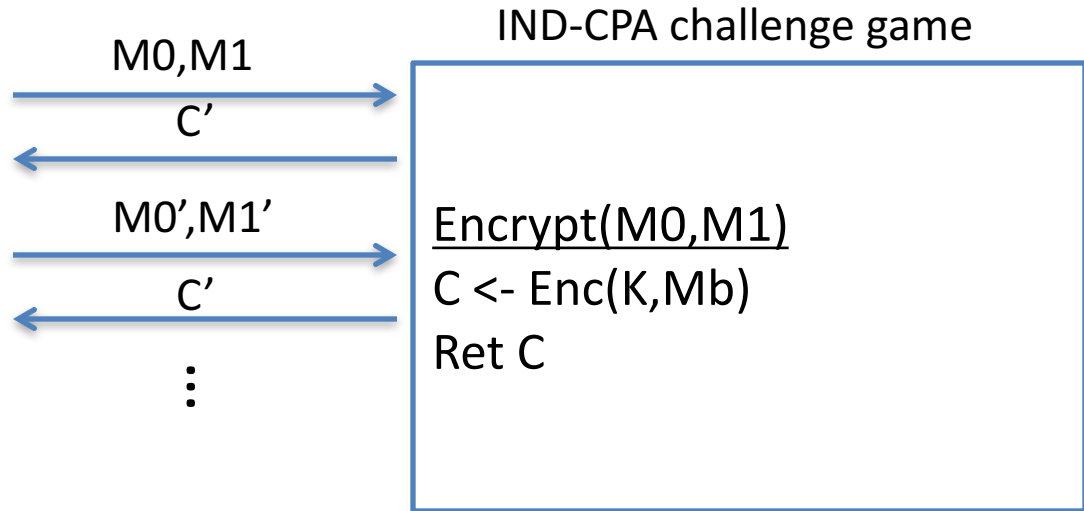 IND-CPA challenge game
M0,M1
C’
M0’,M1’
C’
⋮
Encrypt(M0,M1)
C <- Enc(K,Mb)
Ret C